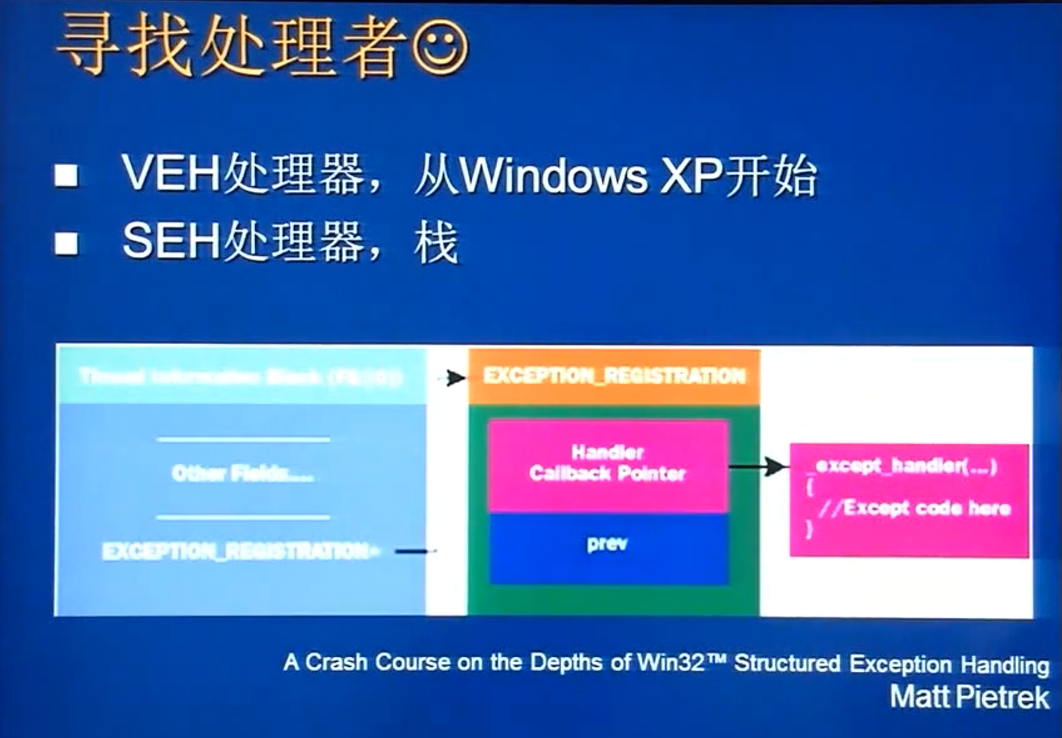 寻找处理者☺
■ VEH处理器，从Windows XP开始
■ SEH处理器，栈
Thread Information Block (FS:[0])
EXCEPTION_REGISTRATION
Handler
Callback Pointer
_except_handler(...)
{
//Except code here
}
Other Fields....
EXCEPTION_REGISTRATION*
prev
A Crash Course on the Depths of Win32™ Structured Exception Handling
Matt Pietrek